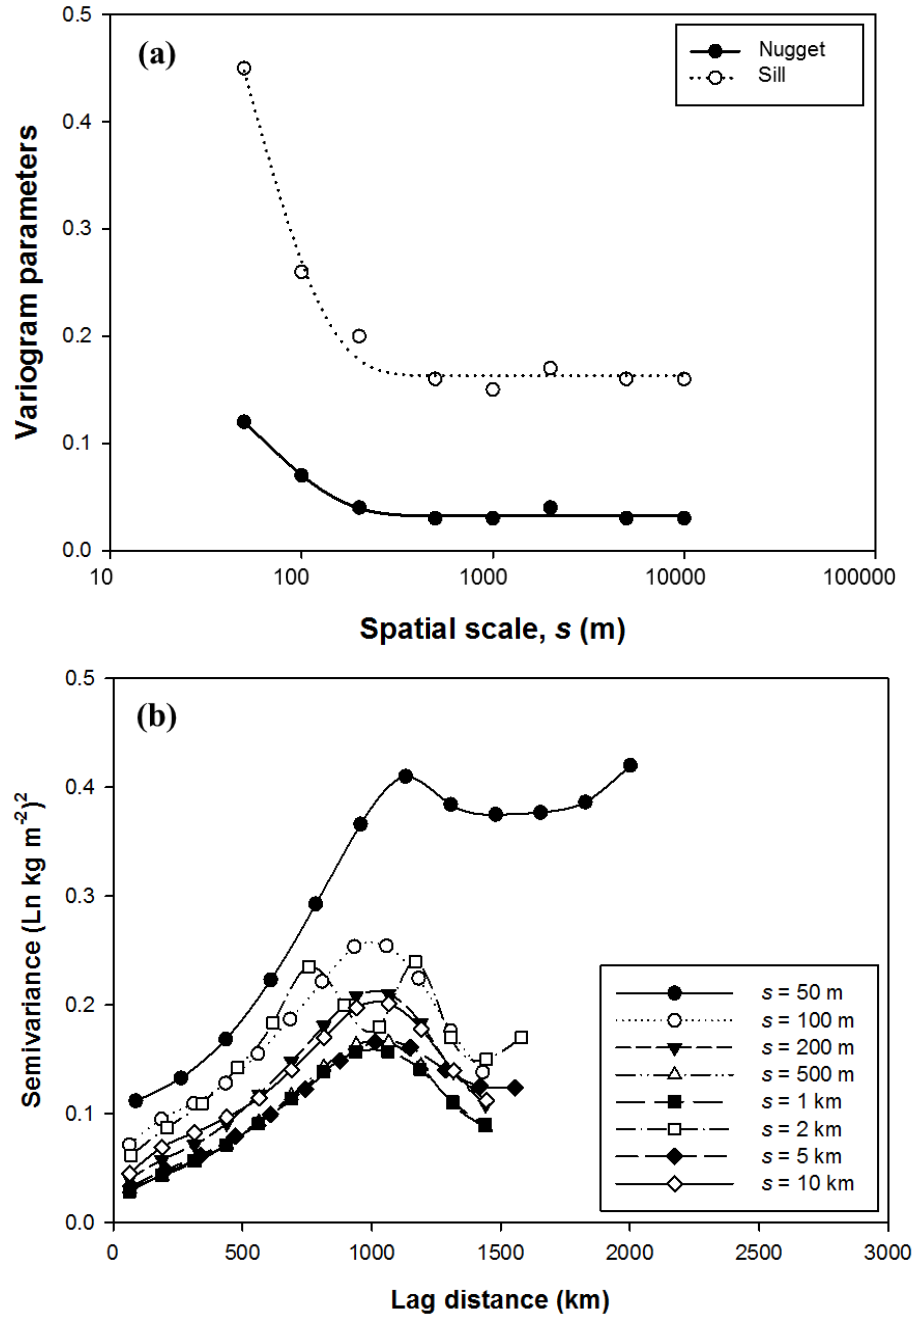 (a)
Nugget
Sill
Variogram parameters
0.5
0.4
0.3
0.2
0.1
0.0
10 100 1000 10000 100000
Spatial scale, s (m)
(b)
Semivariance (Ln kg m-2)2
0.5
0.4
0.3
0.2
0.1
0.0
s = 50 m
s = 100 m
s = 200 m
s = 500 m
s = 1 km
s = 2 km
s = 5 km
s = 10 km
0 500 1000 1500 2000 2500 3000
Lag distance (km)